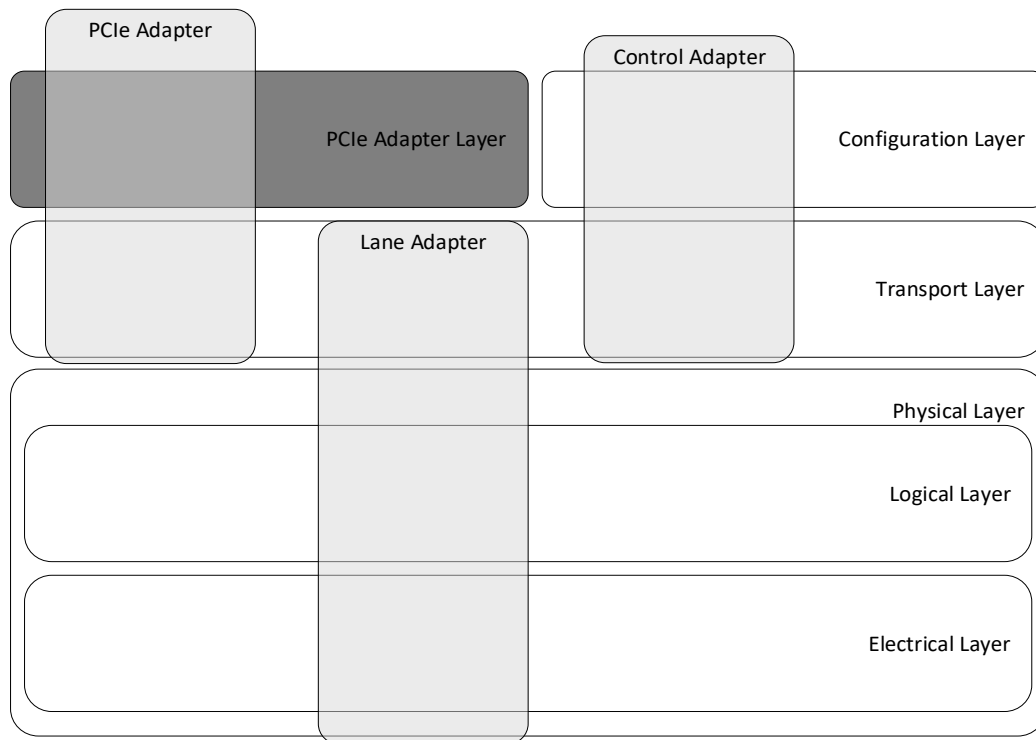 PCIe Adapter
Control Adapter
PCIe Adapter Layer
Configuration Layer
Lane Adapter
Transport Layer
Physical Layer
Logical Layer
Electrical Layer